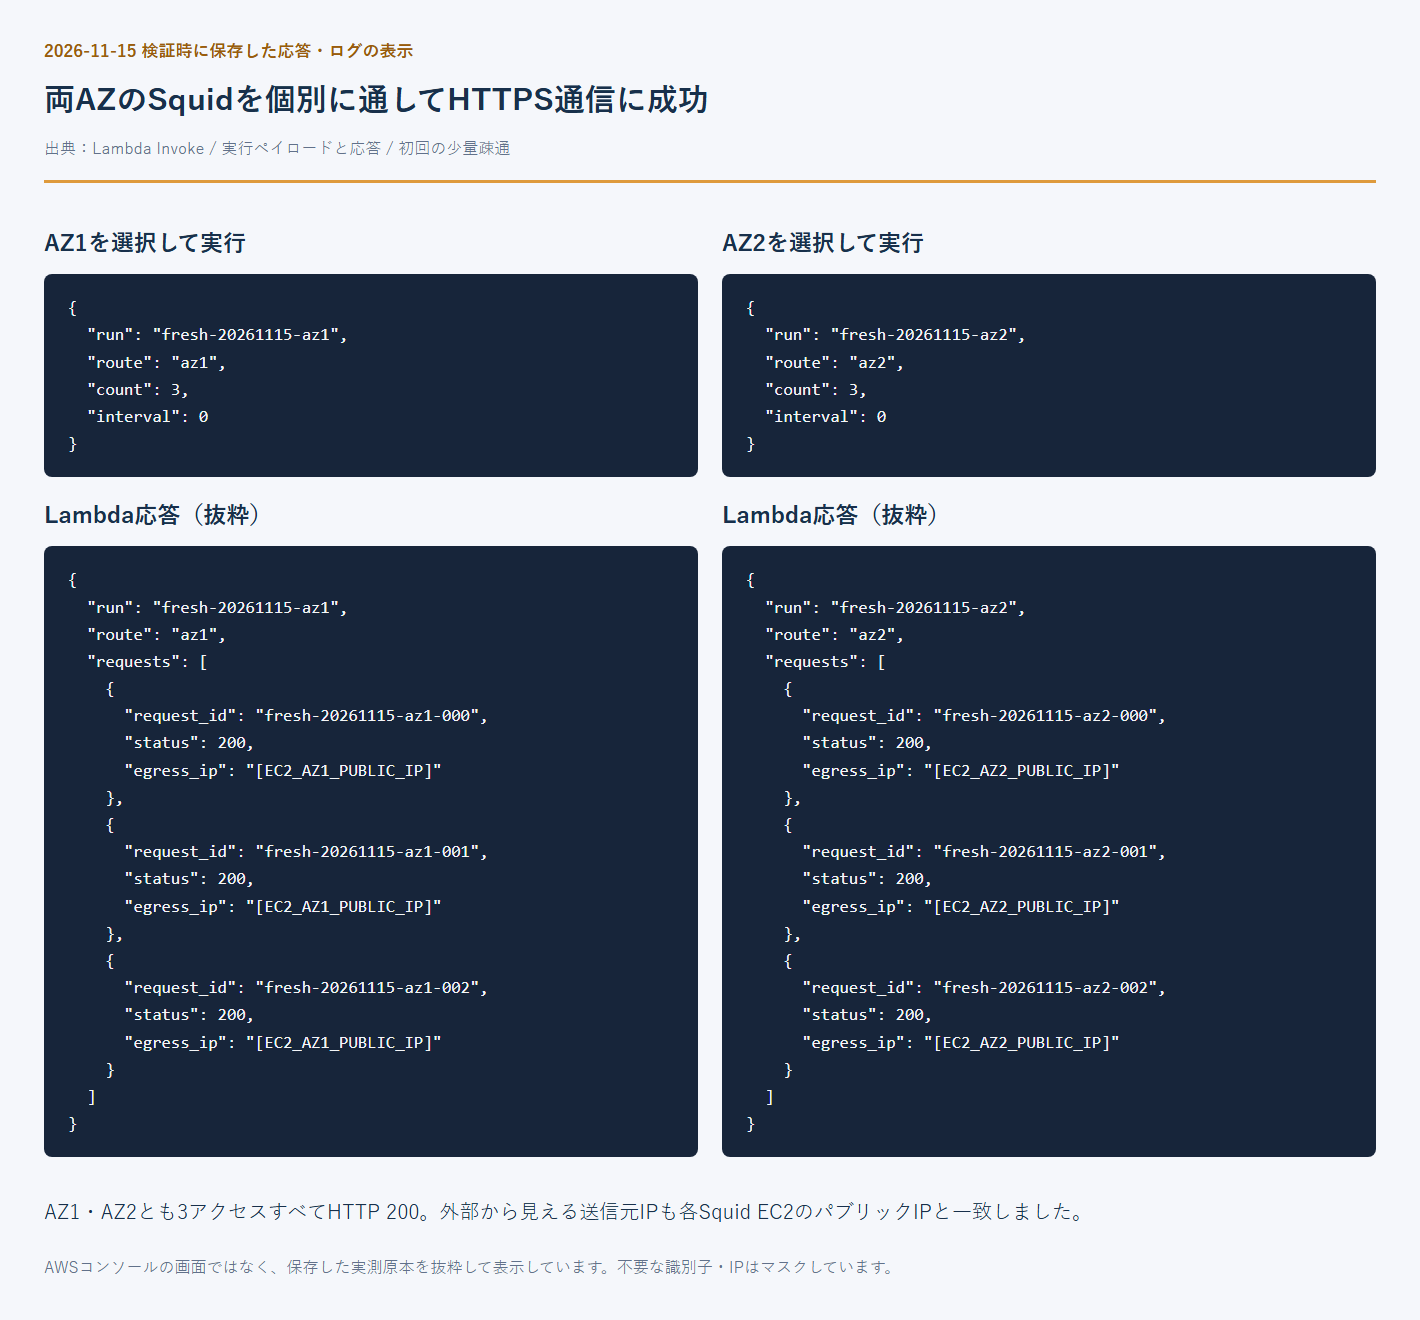 2026-11-15 検証時に保存した応答・ログの表示
両AZのSquidを個別に通してHTTPS通信に成功
出典：Lambda Invoke / 実行ペイロードと応答 / 初回の少量疎通
AZ1を選択して実行
{
  "run": "fresh-20261115-az1",
  "route": "az1",
  "count": 3,
  "interval": 0
}
Lambda応答（抜粋）
{
  "run": "fresh-20261115-az1",
  "route": "az1",
  "requests": [
    {
      "request_id": "fresh-20261115-az1-000",
      "status": 200,
      "egress_ip": "[EC2_AZ1_PUBLIC_IP]"
    },
    {
      "request_id": "fresh-20261115-az1-001",
      "status": 200,
      "egress_ip": "[EC2_AZ1_PUBLIC_IP]"
    },
    {
      "request_id": "fresh-20261115-az1-002",
      "status": 200,
      "egress_ip": "[EC2_AZ1_PUBLIC_IP]"
    }
  ]
}
AZ2を選択して実行
{
  "run": "fresh-20261115-az2",
  "route": "az2",
  "count": 3,
  "interval": 0
}
Lambda応答（抜粋）
{
  "run": "fresh-20261115-az2",
  "route": "az2",
  "requests": [
    {
      "request_id": "fresh-20261115-az2-000",
      "status": 200,
      "egress_ip": "[EC2_AZ2_PUBLIC_IP]"
    },
    {
      "request_id": "fresh-20261115-az2-001",
      "status": 200,
      "egress_ip": "[EC2_AZ2_PUBLIC_IP]"
    },
    {
      "request_id": "fresh-20261115-az2-002",
      "status": 200,
      "egress_ip": "[EC2_AZ2_PUBLIC_IP]"
    }
  ]
}
AZ1・AZ2とも3アクセスすべてHTTP 200。外部から見える送信元IPも各Squid EC2のパブリックIPと一致しました。
AWSコンソールの画面ではなく、保存した実測原本を抜粋して表示しています。不要な識別子・IPはマスクしています。